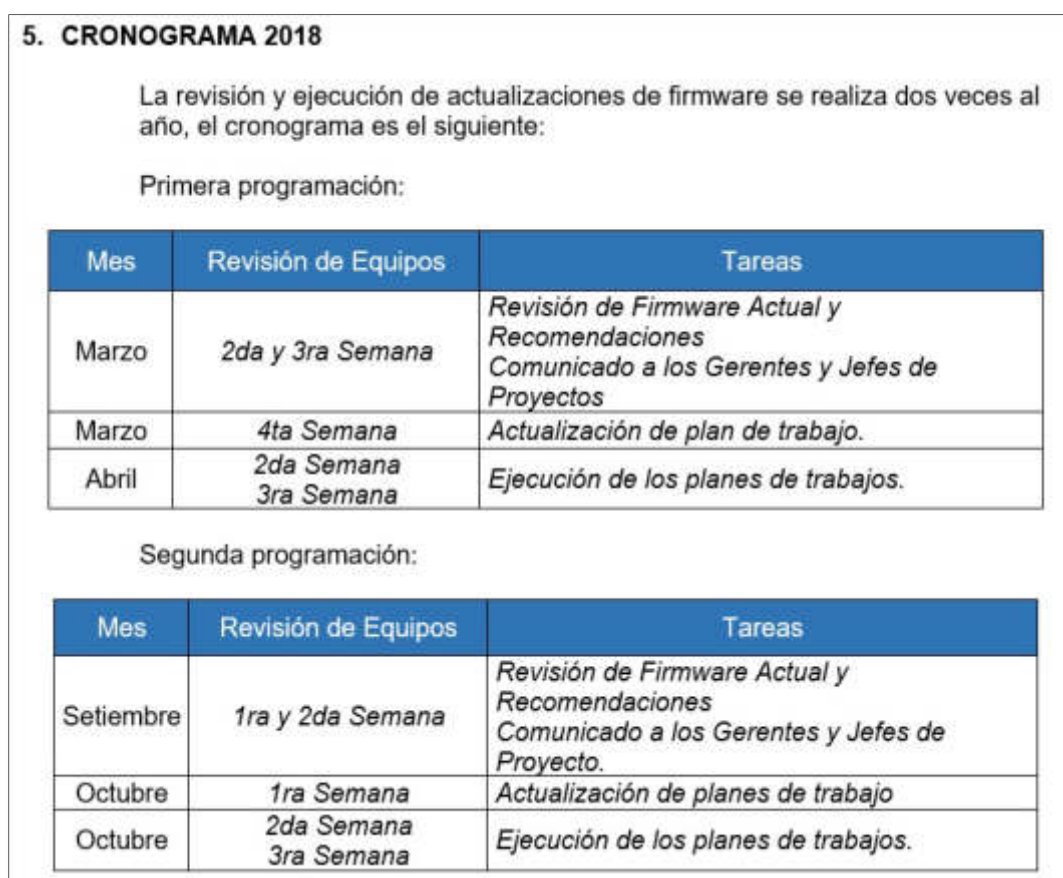 5. CRONOGRAMA 2018
La revisión y ejecución de actualizaciones de firmware se realiza dos veces al
año, el cronograma es el siguiente:
Primera programación:
Mes Revisión de Equipos Tareas
Marzo 2da y 3ra Semana Revisión de Firmware Actual y
Recomendaciones
Comunicado a los Gerentes y Jefes de
Proyectos
Marzo 4ta Semana Actualización de plan de trabajo.
Abril 2da Semana
3ra Semana Ejecución de los planes de trabajos.
Segunda programación:
Mes Revisión de Equipos Tareas
Setiembre 1ra y 2da Semana Revisión de Firmware Actual y
Recomendaciones
Comunicado a los Gerentes y Jefes de
Proyecto.
Octubre 1ra Semana Actualización de planes de trabajo
Octubre 2da Semana
3ra Semana Ejecución de los planes de trabajos.